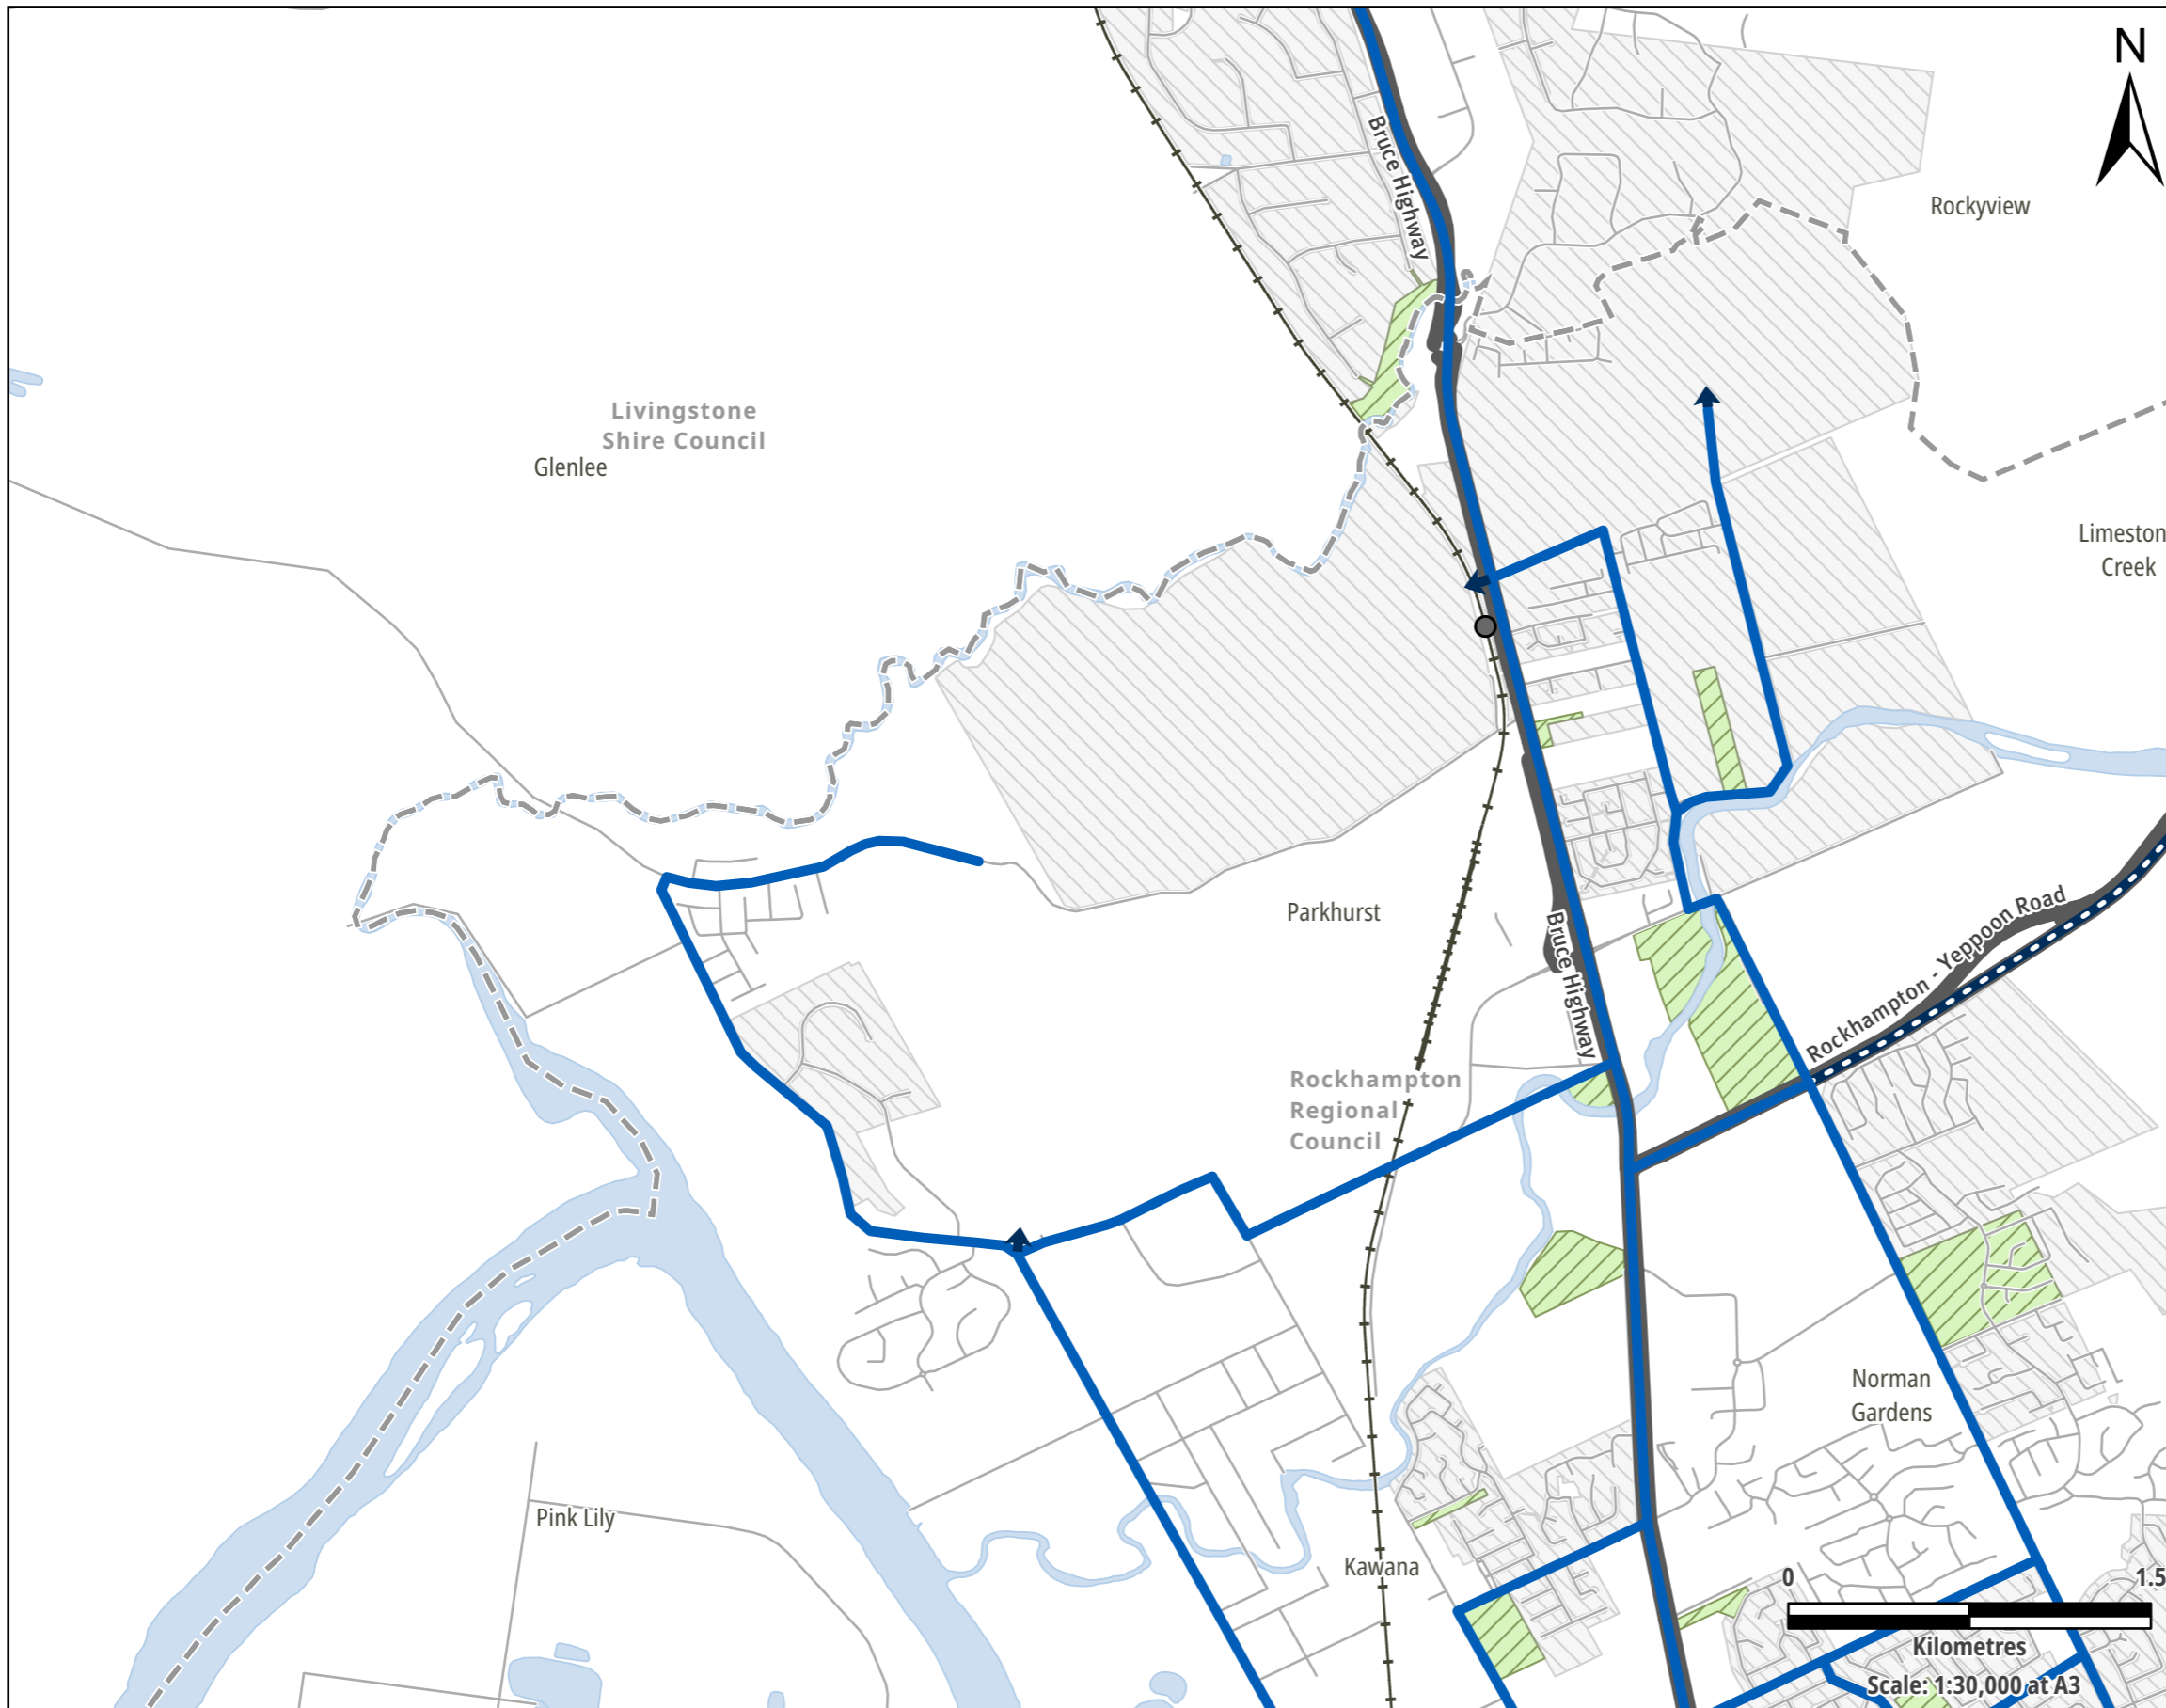 N
Bruce Highway
Rockyview
Livingstone
Shire Council
Glenlee
Limeston
Creek
Parkhurst
Bruce Highway
Rockhampton - Yeppoon Road
Rockhampton
Regional
Council
Norman
Gardens
Pink Lily
Kawana
0
1.5
Kilometres
Scale: 1:30,000 at A3